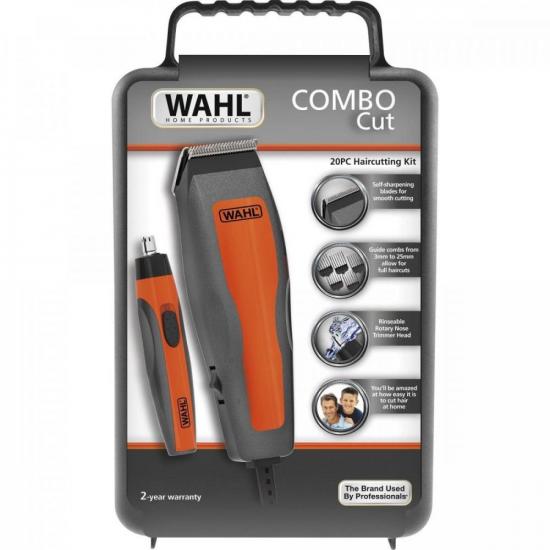 WAHL®
HOME PRODUCTS
COMBO
Cut
20PC Haircutting Kit
Self-sharpening
blades for
smooth cutting
WAHL
Guide combs from
3mm to 25mm
allow for
full haircuts
Rinseable
Rotary Nose
Trimmer Head
You'll be amazed
at how easy it is
to cut hair
at home
WAHL
2-year warranty
The Brand Used
By Professionals®